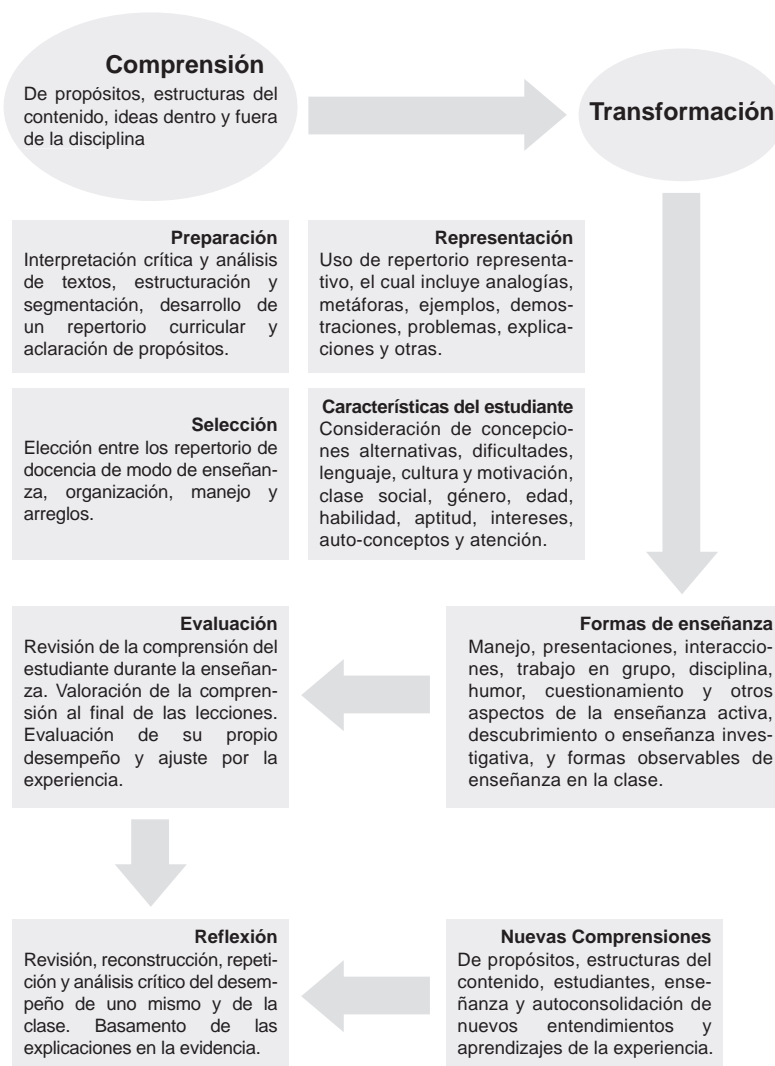 Comprensión
De propósitos, estructuras del
contenido, ideas dentro y fuera
de la disciplina
Transformación
Preparación
Interpretación crítica y análisis
de textos, estructuración y
segmentación, desarrollo de
un repertorio curricular y
aclaración de propósitos.
Representación
Uso de repertorio representa-
tivo, el cual incluye analogías,
metáforas, ejemplos, demos-
traciones, problemas, explica-
ciones y otras.
Selección
Elección entre los repertorio de
docencia de modo de enseñan-
za, organización, manejo y
arreglos.
Características del estudiante
Consideración de concepcio-
nes alternativas, dificultades,
lenguaje, cultura y motivación,
clase social, género, edad,
habilidad, aptitud, intereses,
auto-conceptos y atención.
Evaluación
Revisión de la comprensión del
estudiante durante la enseñan-
za. Valoración de la compren-
sión al final de las lecciones.
Evaluación de su propio
desempeño y ajuste por la
experiencia.
Formas de enseñanza
Manejo, presentaciones, interaccio-
nes, trabajo en grupo, disciplina,
humor, cuestionamiento y otros
aspectos de la enseñanza activa,
descubrimiento o enseñanza inves-
tigativa, y formas observables de
enseñanza en la clase.
Reflexión
Revisión, reconstrucción, repeti-
ción y análisis crítico del desem-
peño de uno mismo y de la
clase. Basamento de las
explicaciones en la evidencia.
Nuevas Comprensiones
De propósitos, estructuras del
contenido, estudiantes, ense-
ñanza y autoconsolidación de
nuevos entendimientos y
aprendizajes de la experiencia.